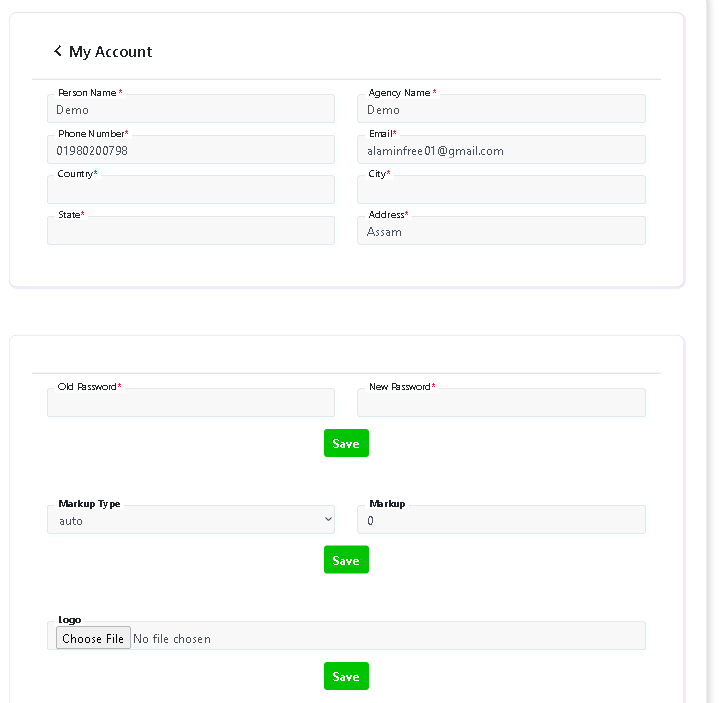 My Account
Person Name * Agency Name *
Demo Demo
Phone Number* Email*
01980200798 alaminfree01@gmail.com
Country* City*
State* Address*
Assam
Old Password* New Password*
Save
Markup Type Markup
auto 0
Save
Logo
Choose File No file chosen
Save